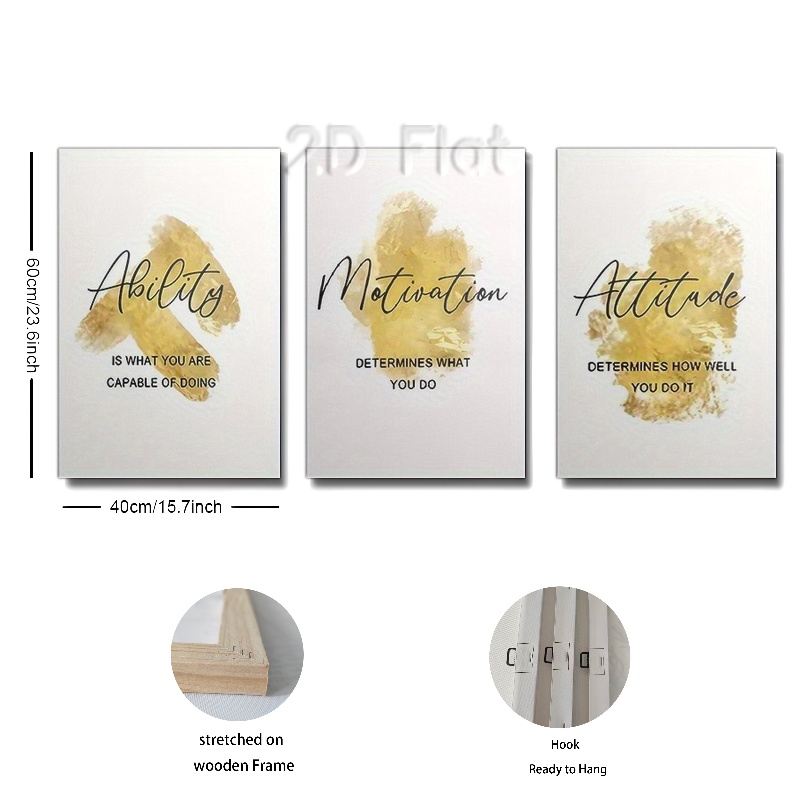 2.D Flat
60cm/23.6inch
Ability
IS WHAT YOU ARE
CAPABLE OF DOING
Motivation
DETERMINES WHAT
YOU DO
Attitude
DETERMINES HOW WELL
YOU DO IT
40cm/15.7inch
stretched on
wooden Frame
Hook
Ready to Hang